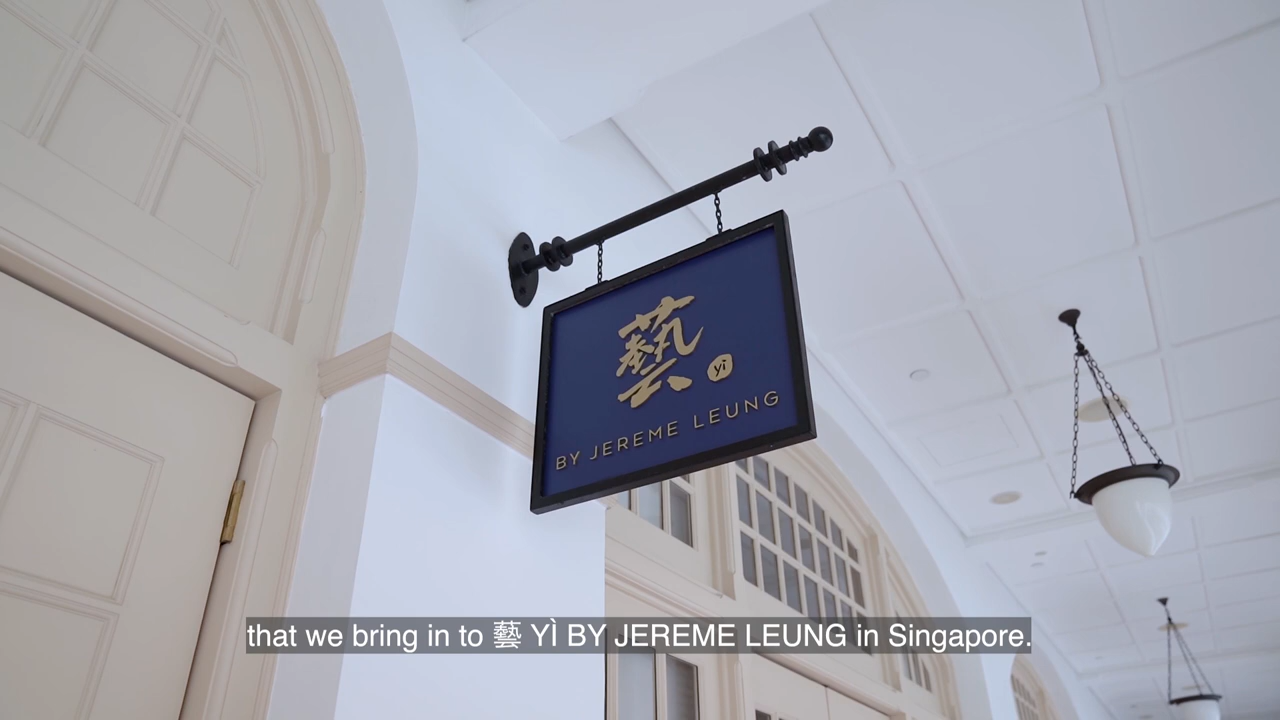 藝 yì
BY JEREME LEUNG
that we bring in to 藝 YÌ BY JEREME LEUNG in Singapore.